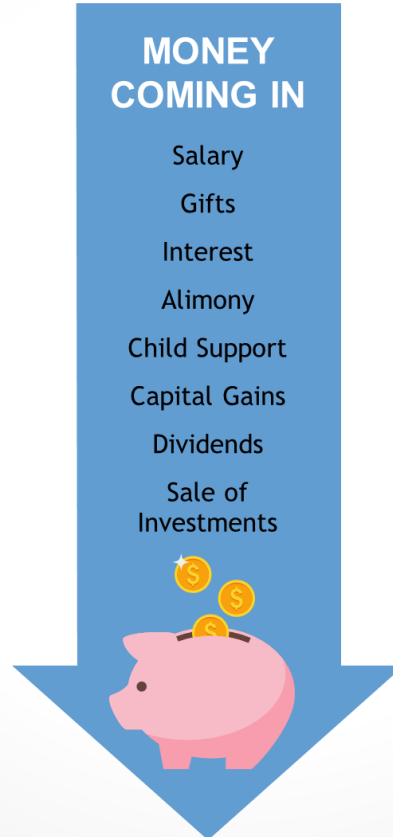 MONEY
COMING IN
Salary
Gifts
Interest
Alimony
Child Support
Capital Gains
Dividends
Sale of
Investments
$
$
$